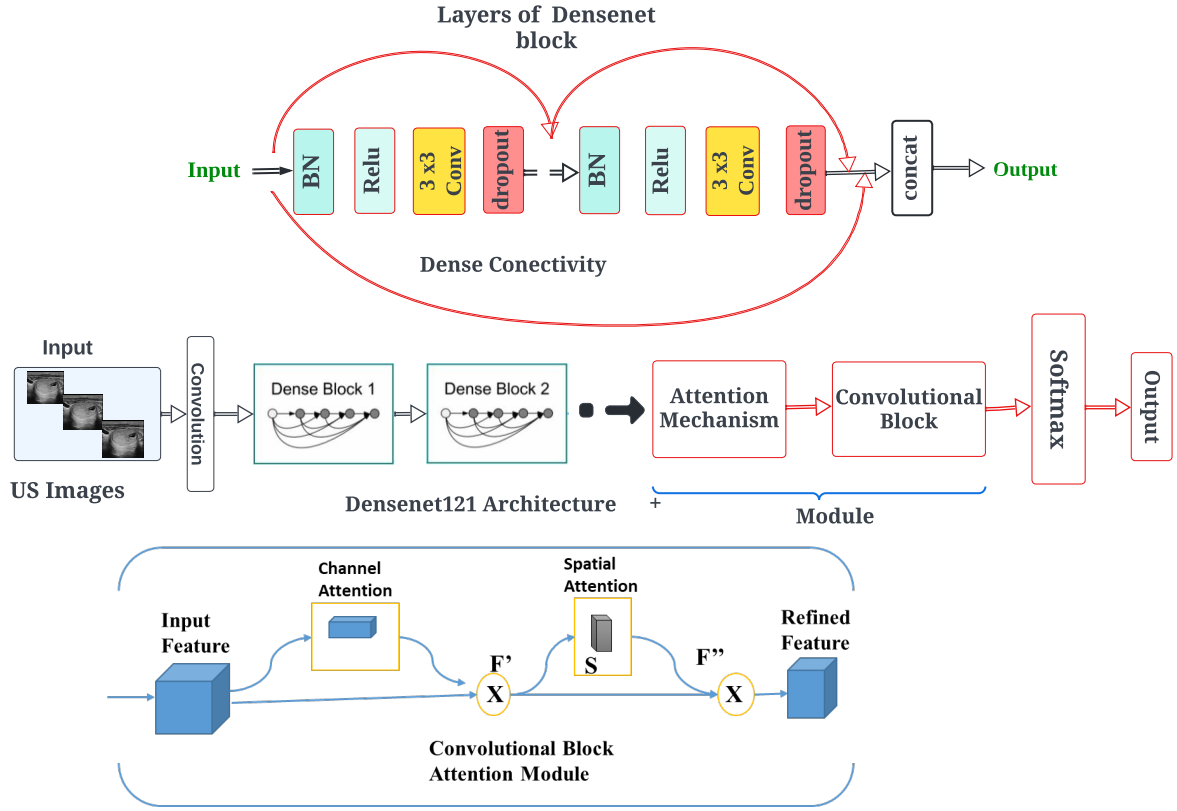 Layers of Densenet
block
Input
BN
Relu
3 x3
Conv
dropout
BN
Relu
3 x3
Conv
dropout
concat
Output
Dense Conectivity
Input
US Images
Convolution
Dense Block 1
Dense Block 2
Attention
Mechanism
Convolutional
Block
Softmax
Output
Densenet121 Architecture
+
Module
Channel
Attention
Spatial
Attention
Input
Feature
S
F’
X
F’’
X
Refined
Feature
Convolutional Block
Attention Module